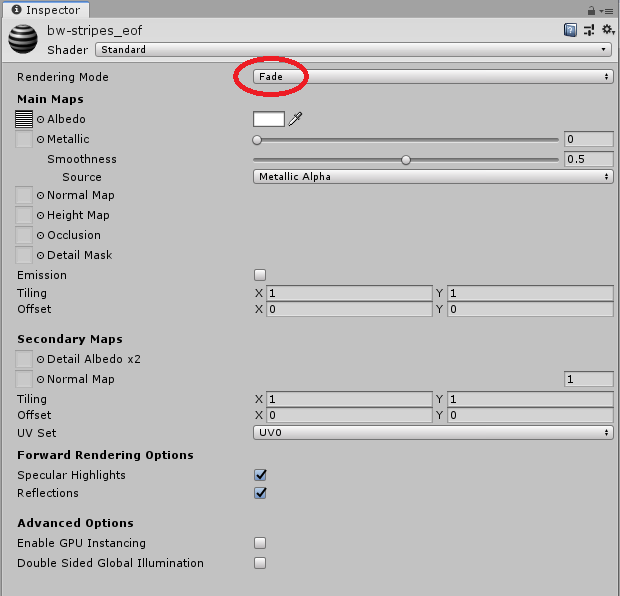 Inspector
bw-stripes_eof
Shader Standard
Rendering Mode Fade
Main Maps
Albedo
Metallic 0
Smoothness 0.5
Source Metallic Alpha
Normal Map
Height Map
Occlusion
Detail Mask
Emission
Tiling X 1 Y 1
Offset X 0 Y 0
Secondary Maps
Detail Albedo x2
Normal Map 1
Tiling X 1 Y 1
Offset X 0 Y 0
UV Set UV0
Forward Rendering Options
Specular Highlights
Reflections
Advanced Options
Enable GPU Instancing
Double Sided Global Illumination